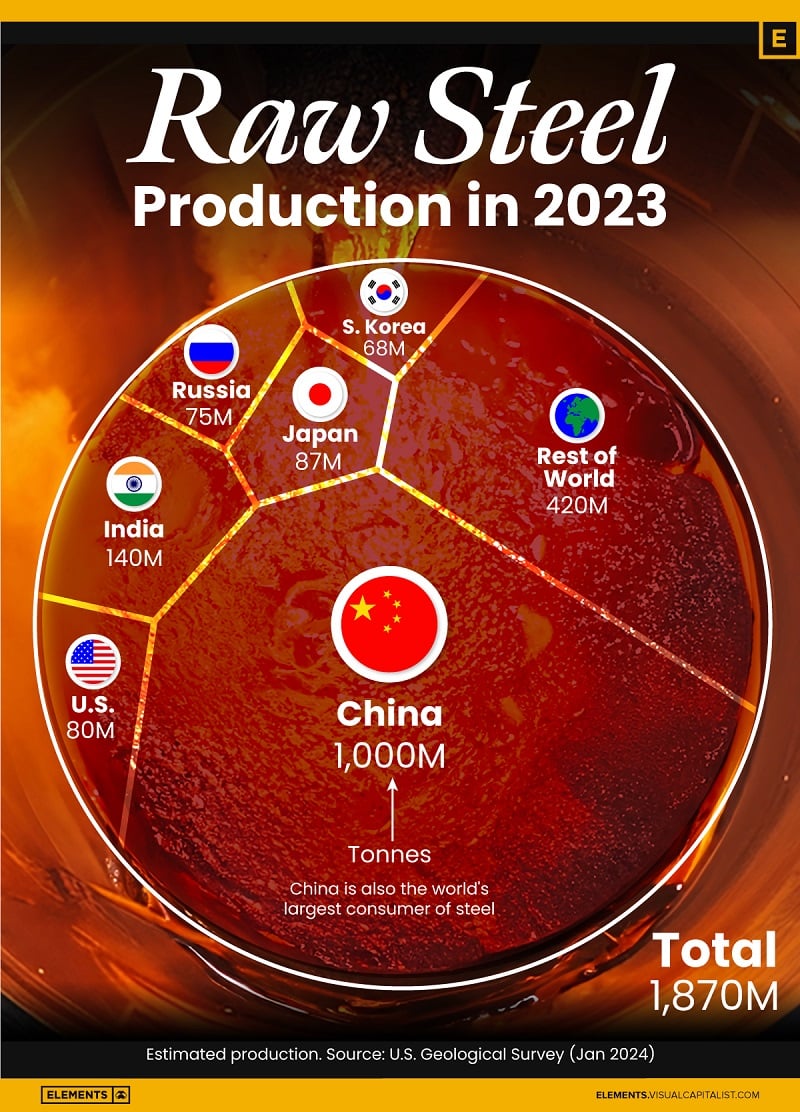 E
Raw Steel
Production in 2023
S. Korea
68M
Russia
75M
Japan
87M
Rest of
World
420M
India
140M
U.S.
80M
China
1,000M
Tonnes
China is also the world's
largest consumer of steel
Total
1,870M
Estimated production. Source: U.S. Geological Survey (Jan 2024)
ELEMENTS
ELEMENTS.VISUALCAPITALIST.COM